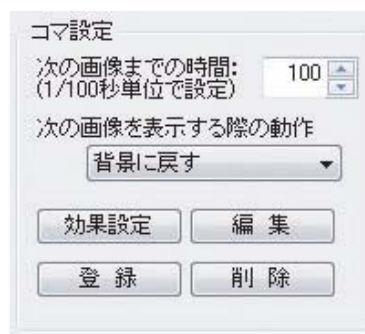 コマ設定
次の画像までの時間: 100
(1/100秒単位で設定)
次の画像を表示する際の動作
背景に戻す
効果設定 編 集
登 録 削 除